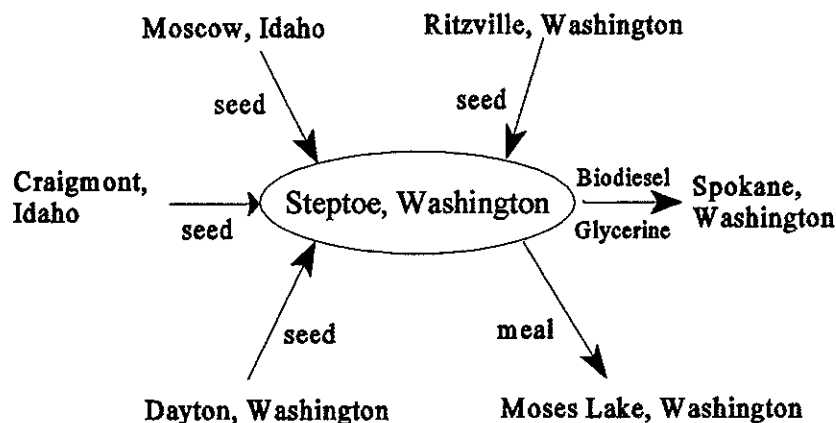 Moscow, Idaho
Ritzville, Washington
seed
seed
Craigmont,
Idaho
seed
Steptoe, Washington
Biodiesel
Glycerine
Spokane,
Washington
seed
meal
Dayton, Washington
Moses Lake, Washington